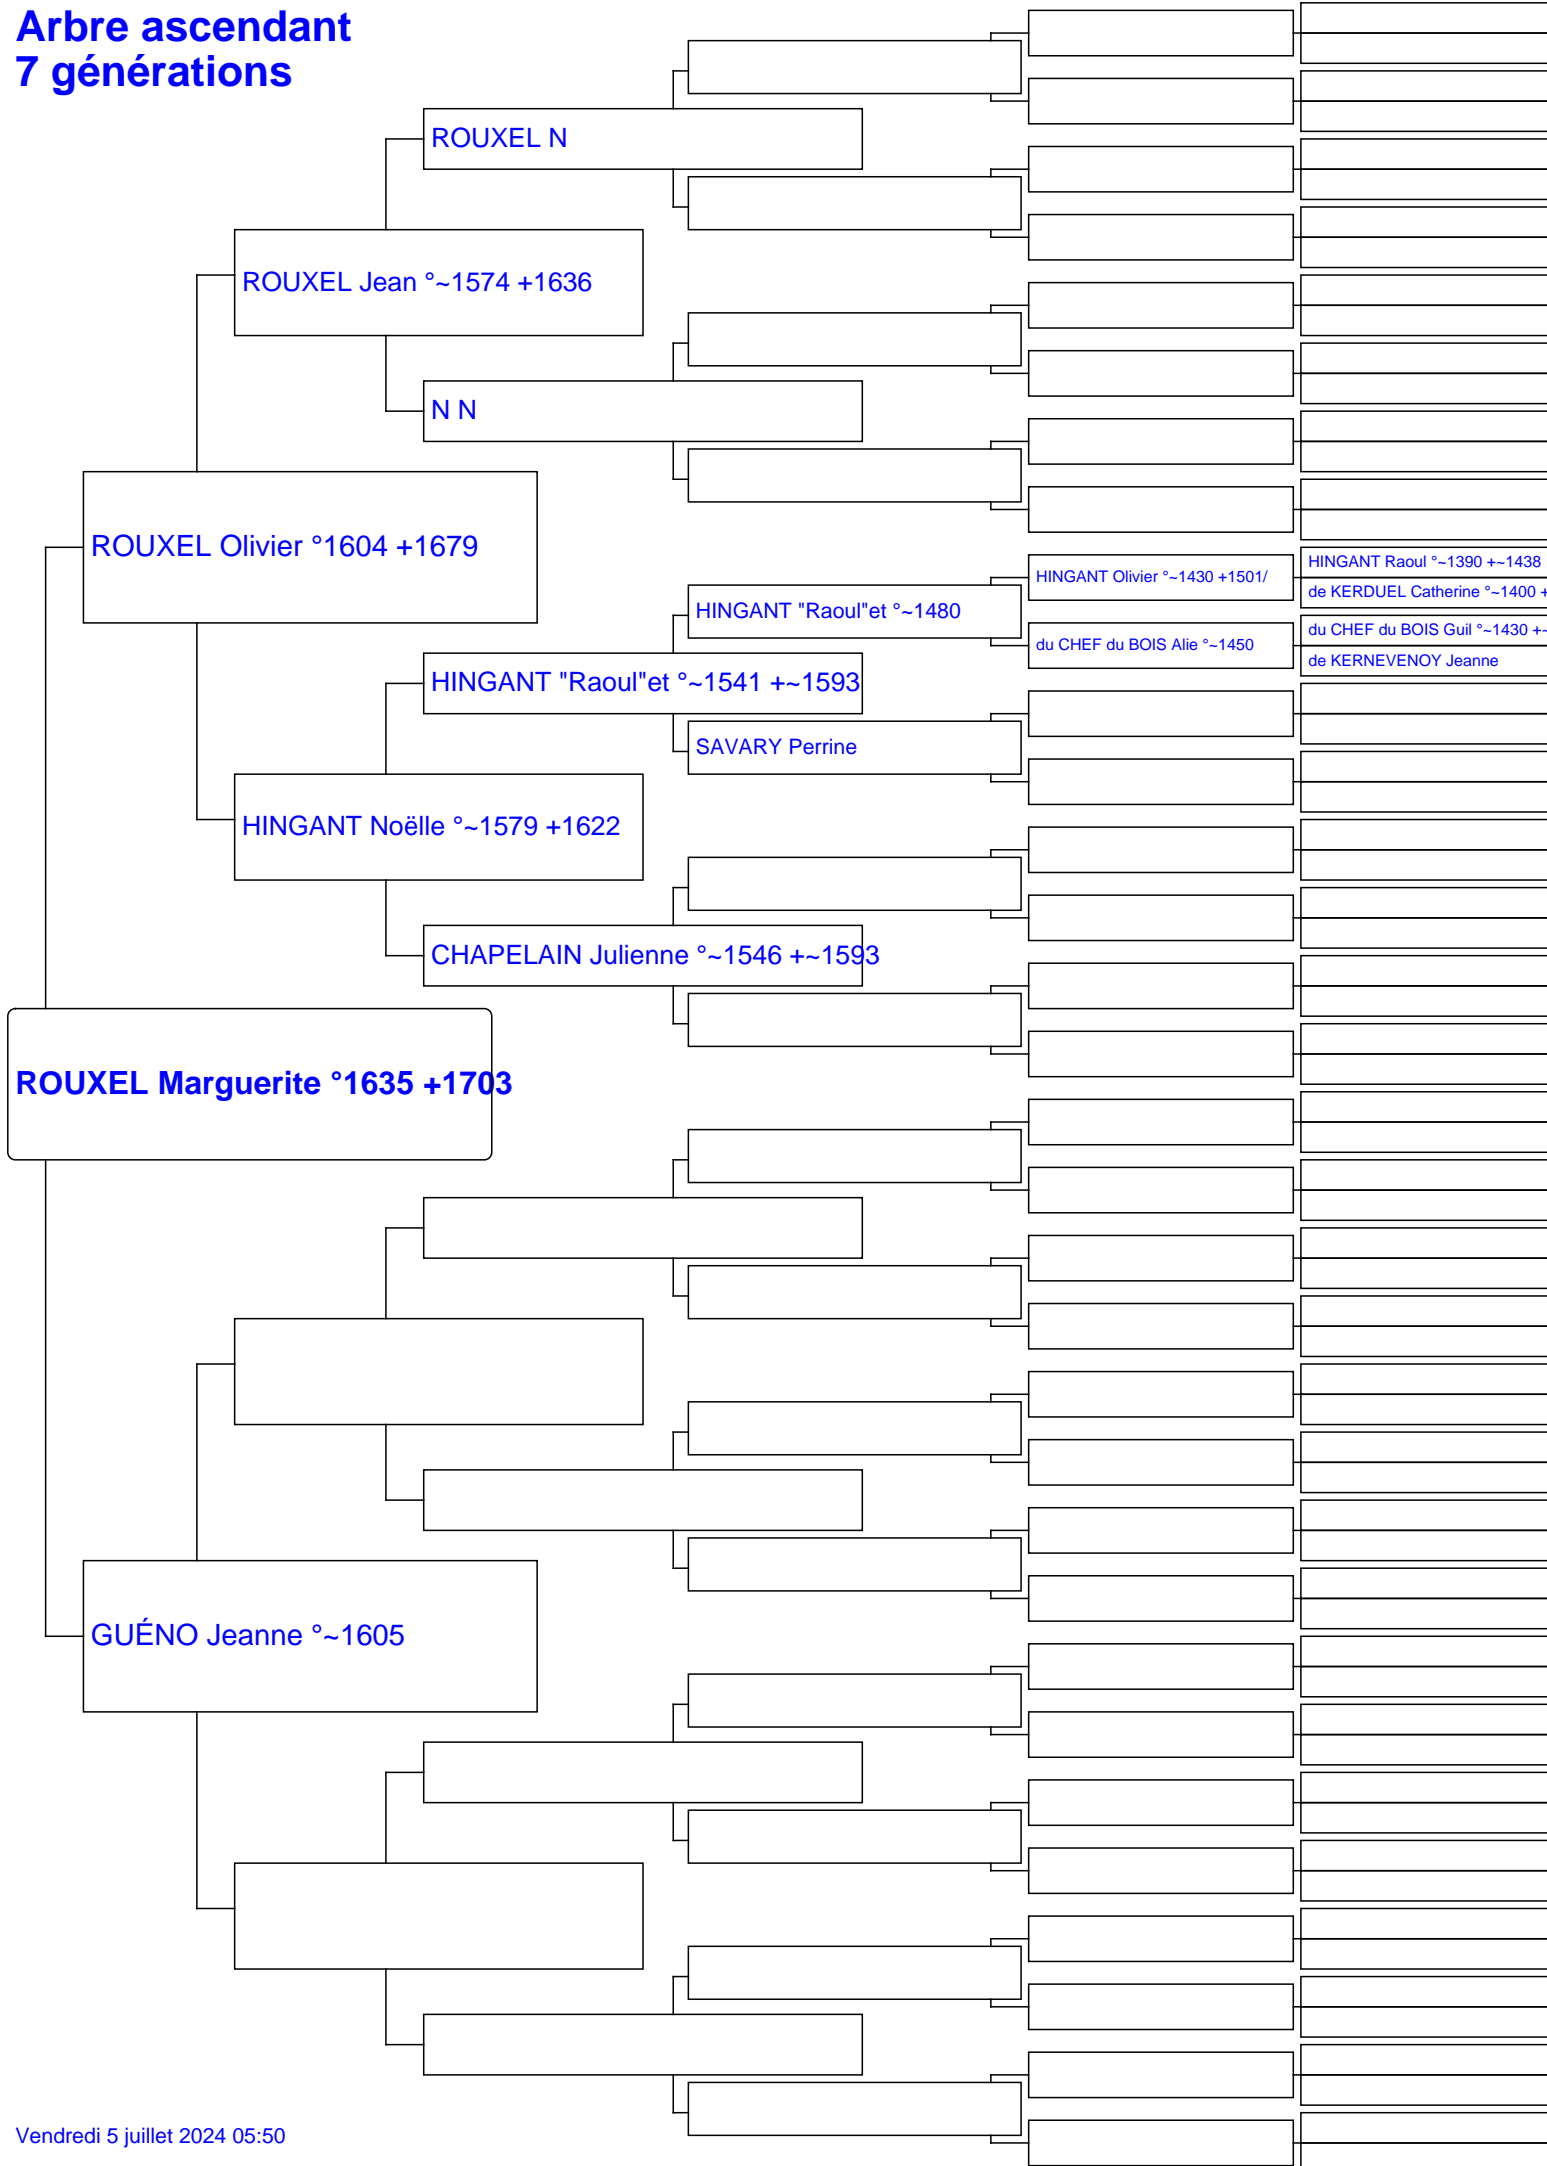 Arbre ascendant
7 générations
ROUXEL N
ROUXEL Jean °~1574 +1636
N N
ROUXEL Olivier °1604 +1679
HINGANT Raoul °~1390 +~1438
HINGANT Olivier °~1430 +1501/
de KERDUEL Catherine °~1400 +
HINGANT "Raoul"et °~1480
du CHEF du BOIS Guil °~1430 +~
du CHEF du BOIS Alie °~1450
de KERNEVENOY Jeanne
HINGANT "Raoul"et °~1541 +~1593
SAVARY Perrine
HINGANT Noëlle °~1579 +1622
CHAPELAIN Julienne °~1546 +~1593
ROUXEL Marguerite °1635 +1703
GUÉNO Jeanne °~1605
Vendredi 5 juillet 2024 05:50